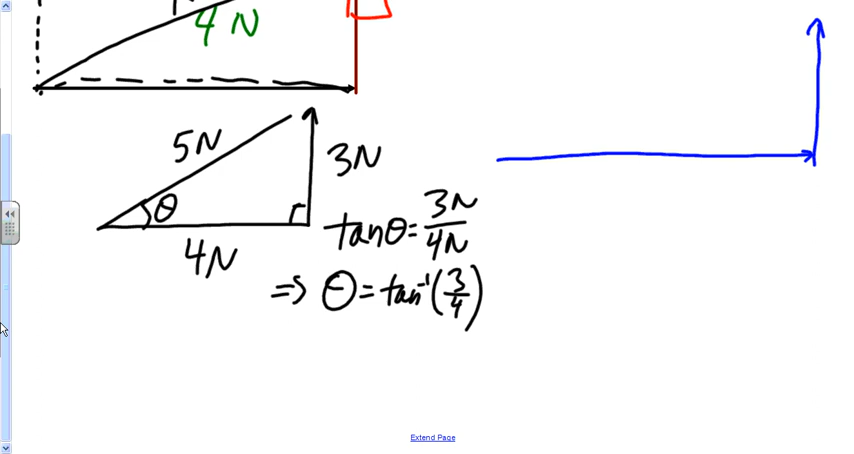 4 N
5N
3N
θ
4N
tanθ = 3N/4N
⇒ θ = tan⁻¹(3/4)
Extend Page